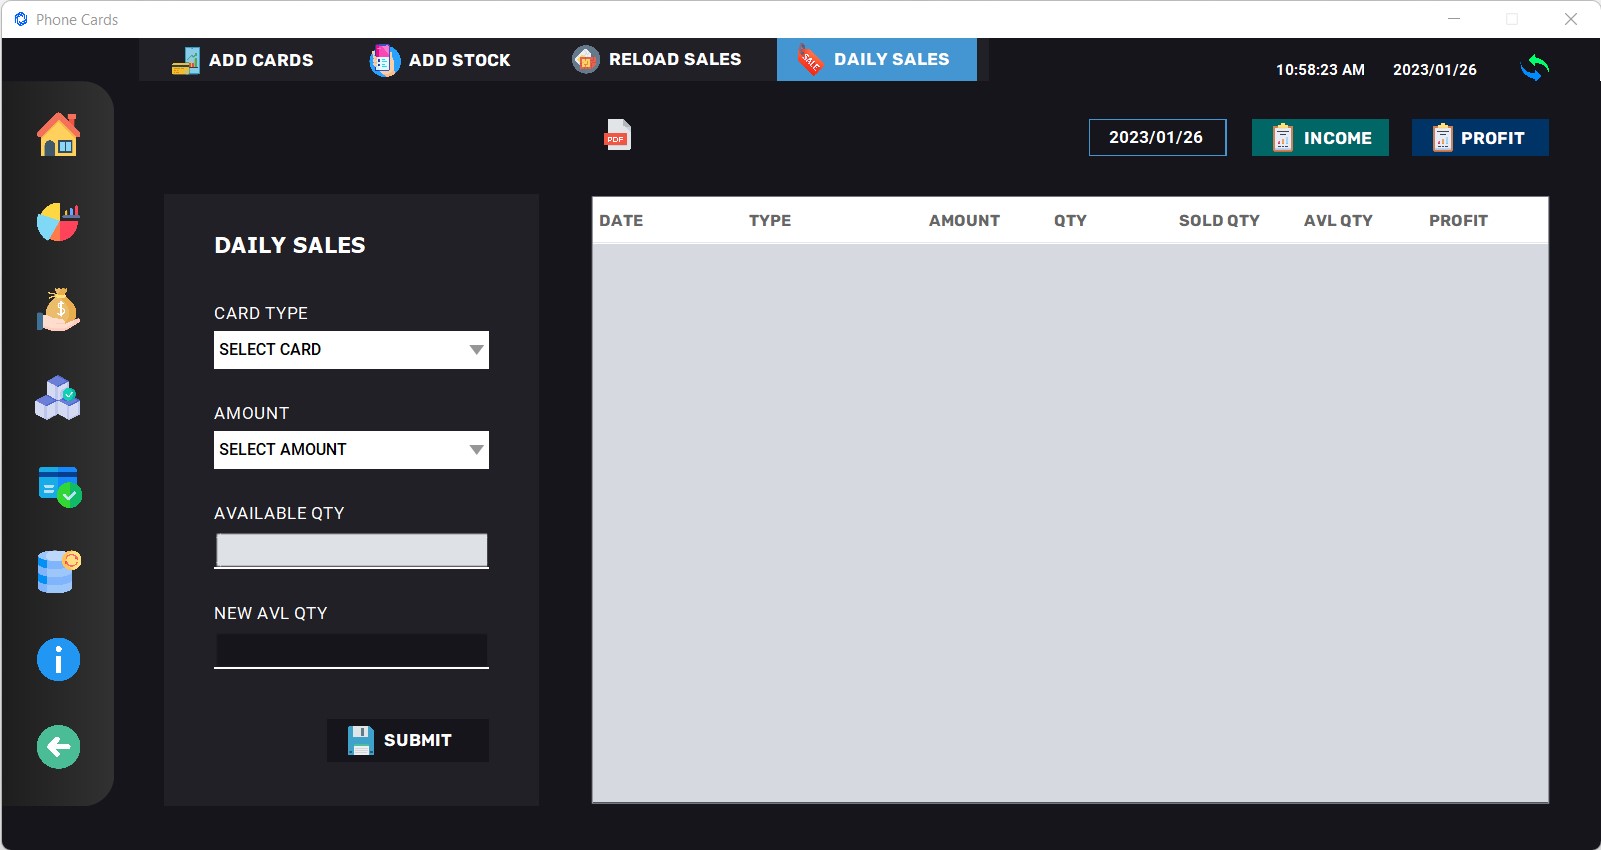 Phone Cards
ADD CARDS ADD STOCK RELOAD SALES SALE DAILY SALES
10:58:23 AM 2023/01/26
PDF 2023/01/26 INCOME PROFIT
DAILY SALES
CARD TYPE
SELECT CARD
AMOUNT
SELECT AMOUNT
AVAILABLE QTY
NEW AVL QTY
SUBMIT
DATE TYPE AMOUNT QTY SOLD QTY AVL QTY PROFIT